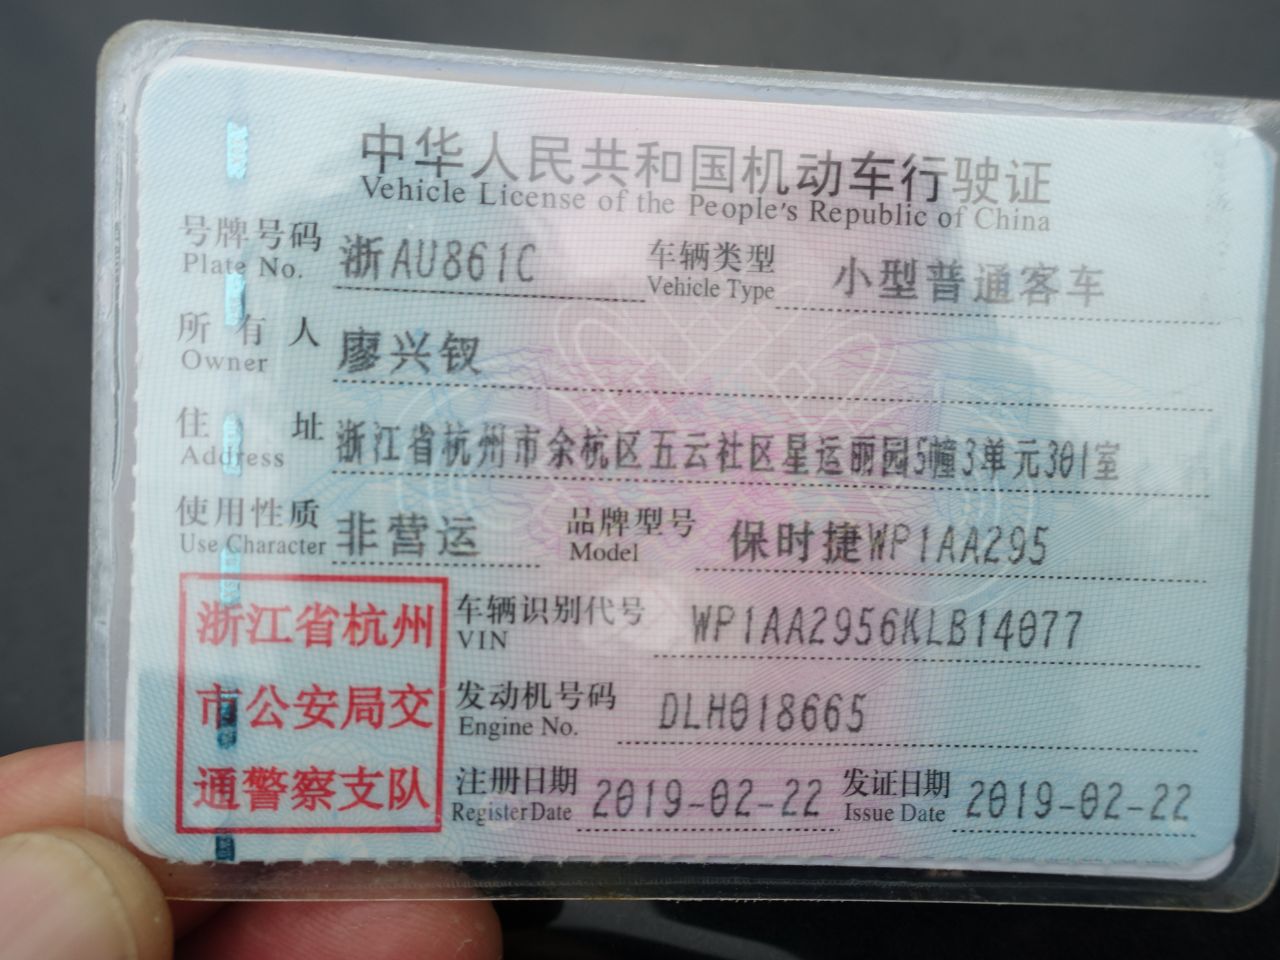 中华人民共和国机动车行驶证
Vehicle License of the People's Republic of China
号牌号码 浙AU861C 车辆类型 小型普通客车
Plate No. Vehicle Type
所有人 廖兴钗
Owner
住址 浙江省杭州市余杭区五云社区星运丽园5幢3单元301室
Address
使用性质 非营运 品牌型号 保时捷WP1AA295
Use Character Model
浙江省杭州
市公安局交
通警察支队
车辆识别代号 WP1AA2956KLB14077
VIN
发动机号码 DLH018665
Engine No.
注册日期 2019-02-22 发证日期 2019-02-22
Register Date Issue Date